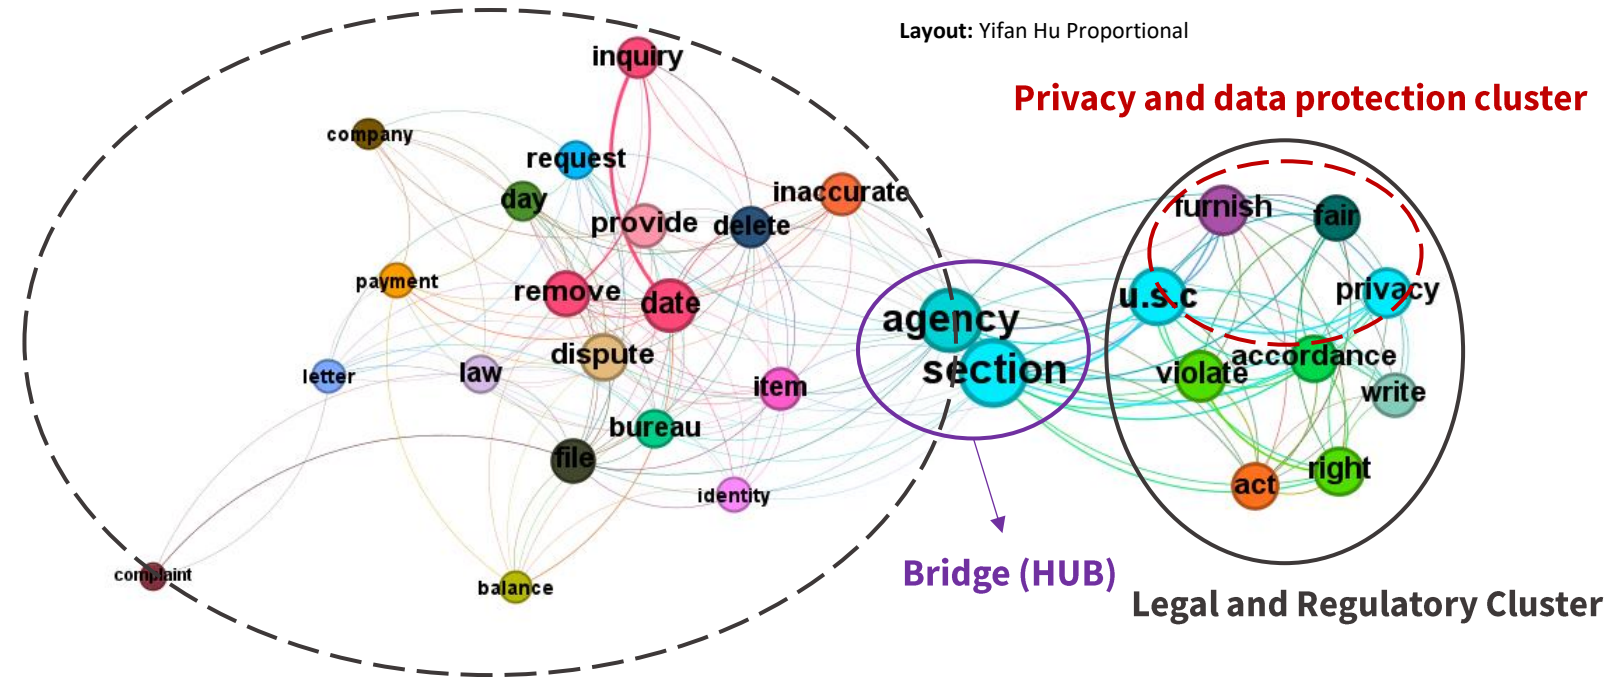 Layout: Yifan Hu Proportional
inquiry
Privacy and data protection cluster
company
request
inaccurate
day
provide
delete
furnish
fair
payment
remove
date
agency
u.s.c
privacy
dispute
section
letter
law
item
violate
accordance
write
bureau
file
identity
act
right
complaint
balance
Bridge (HUB)
Legal and Regulatory Cluster